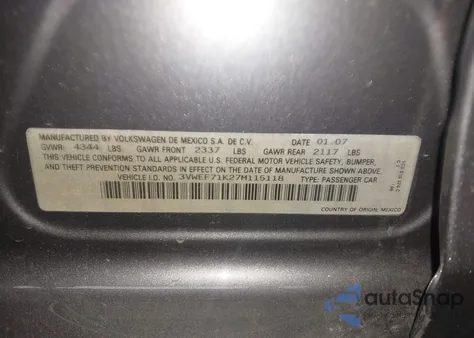 MANUFACTURED BY VOLKSWAGEN DE MEXICO S.A. DE C.V. DATE 01.07
GVWR: 4344 LBS GAWR FRONT 2337 LBS GAWR REAR 2117 LBS
THIS VEHICLE CONFORMS TO ALL APPLICABLE U.S. FEDERAL MOTOR VEHICLE SAFETY, BUMPER,
AND THEFT PREVENTION STANDARDS IN EFFECT ON THE DATE OF MANUFACTURE SHOWN ABOVE.
VEHICLE I.D. NO. 3VWEF71K27M115118 TYPE: PASSENGER CAR
COUNTRY OF ORIGIN: MEXICO
autoSnap